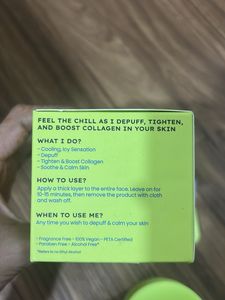 FEEL THE CHILL AS I DEPUFF, TIGHTEN,
AND BOOST COLLAGEN IN YOUR SKIN
WHAT I DO?
- Cooling, Icy Sensation
- Depuff
- Tighten & Boost Collagen
- Soothe & Calm Skin
HOW TO USE?
Apply a thick layer to the entire face. Leave on for
10-15 minutes, then remove the product with cloth
and wash off.
WHEN TO USE ME?
Any time you wish to depuff & calm your skin
- Fragrance Free - 100% Vegan - PETA Certified
- Paraben Free - Alcohol Free*
*Refers to no Ethyl Alcohol